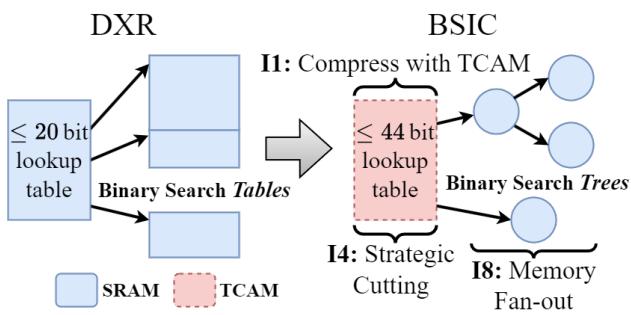 DXR
BSIC
I1: Compress with TCAM
≤ 20 bit
lookup
table
Binary Search Tables
≤ 44 bit
lookup
table
Binary Search Trees
I4: Strategic
Cutting
I8: Memory
Fan-out
SRAM
TCAM